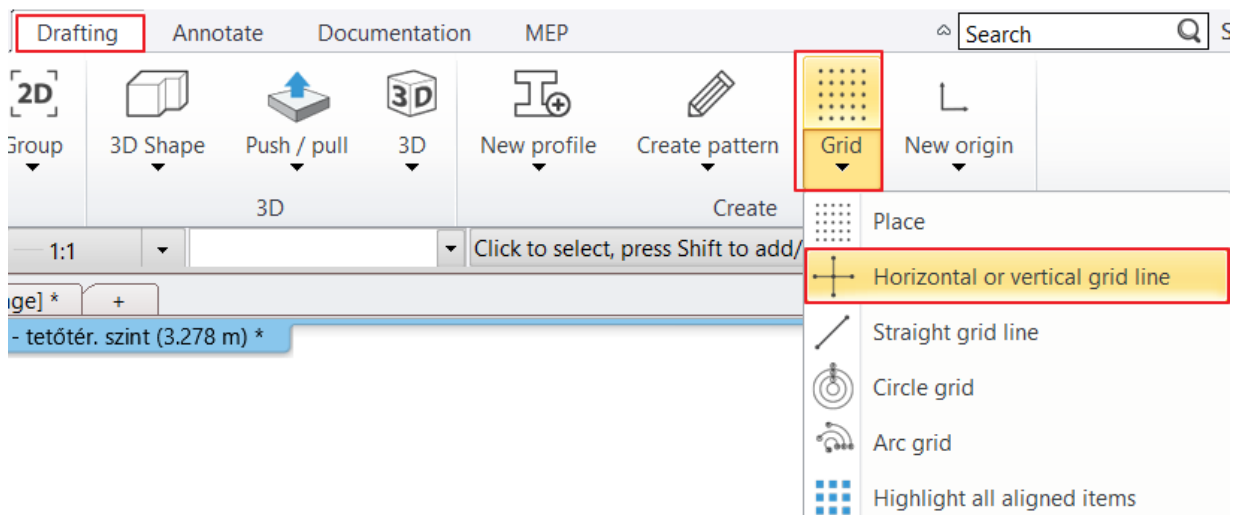 Drafting Annotate Documentation MEP Search S
2D 3D
Group 3D Shape Push / pull 3D New profile Create pattern Grid New origin
3D Create
1:1 Click to select, press Shift to add/
Place
Horizontal or vertical grid line
age] * +
Straight grid line
- tetőtér. szint (3.278 m) *
Circle grid
Arc grid
Highlight all aligned items